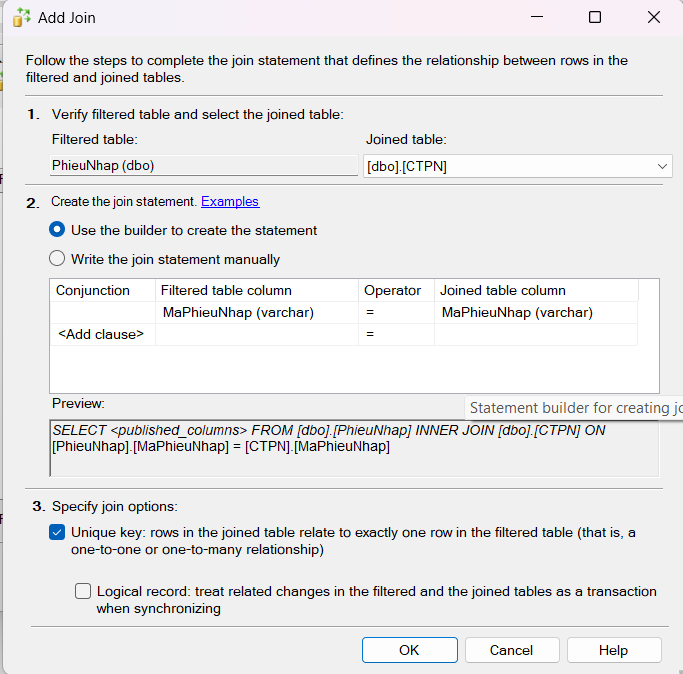 Add Join
Follow the steps to complete the join statement that defines the relationship between rows in the
filtered and joined tables.
1. Verify filtered table and select the joined table:
Filtered table:
Joined table:
PhieuNhap (dbo)
[dbo].[CTPN]
2. Create the join statement. Examples
Use the builder to create the statement
Write the join statement manually
Conjunction Filtered table column Operator Joined table column
MaPhieuNhap (varchar) = MaPhieuNhap (varchar)
<Add clause> =
Preview:
Statement builder for creating
SELECT <published_columns> FROM [dbo].[PhieuNhap] INNER JOIN [dbo].[CTPN] ON
[PhieuNhap].[MaPhieuNhap] = [CTPN].[MaPhieuNhap]
3. Specify join options:
Unique key: rows in the joined table relate to exactly one row in the filtered table (that is, a
one-to-one or one-to-many relationship)
Logical record: treat related changes in the filtered and the joined tables as a transaction
when synchronizing
OK Cancel Help